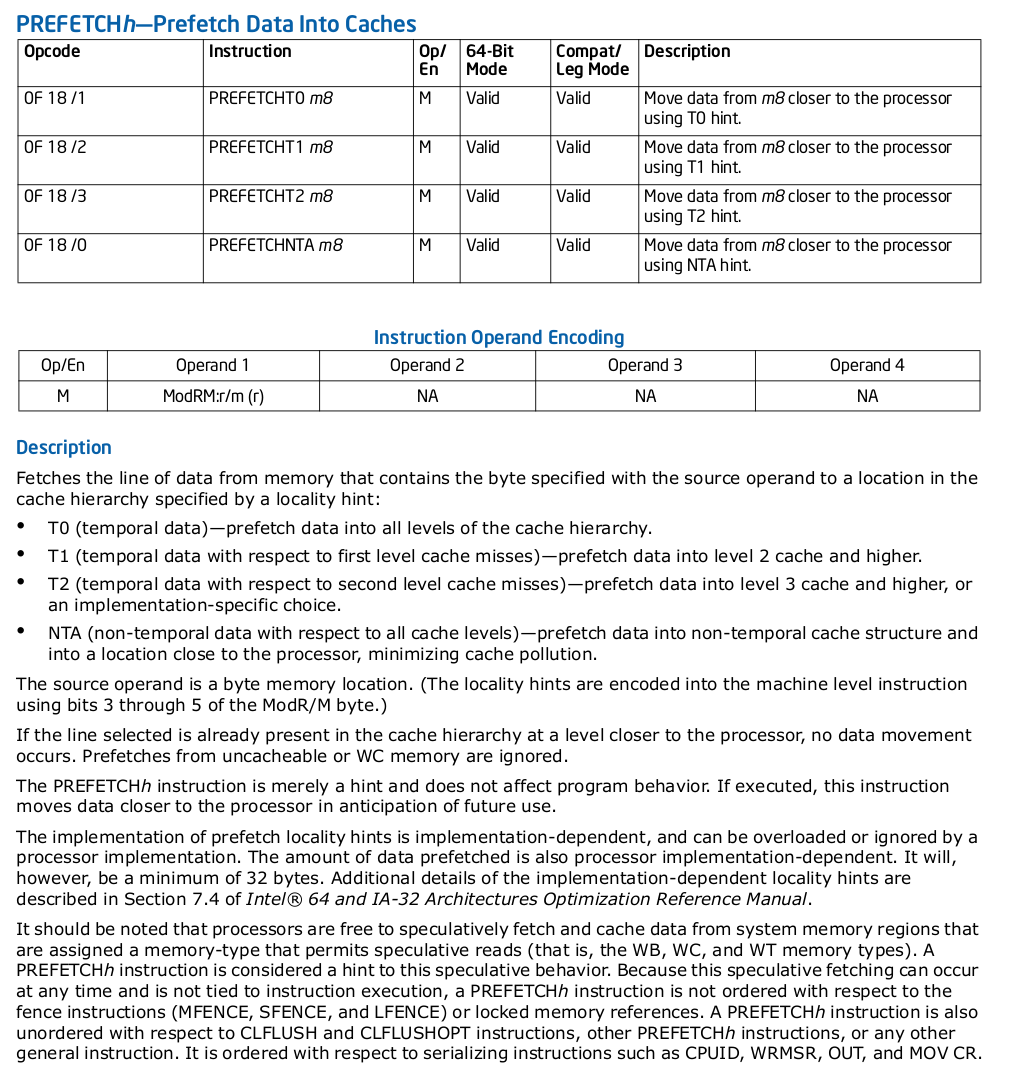 PREFETCHh—Prefetch Data Into Caches
Opcode Instruction Op/ En 64-Bit Mode Compat/ Leg Mode Description
0F 18 /1 PREFETCHT0 m8 M Valid Valid Move data from m8 closer to the processor using T0 hint.
0F 18 /2 PREFETCHT1 m8 M Valid Valid Move data from m8 closer to the processor using T1 hint.
0F 18 /3 PREFETCHT2 m8 M Valid Valid Move data from m8 closer to the processor using T2 hint.
0F 18 /0 PREFETCHNTA m8 M Valid Valid Move data from m8 closer to the processor using NTA hint.
Instruction Operand Encoding
Op/En Operand 1 Operand 2 Operand 3 Operand 4
M ModRM:r/m (r) NA NA NA
Description
Fetches the line of data from memory that contains the byte specified with the source operand to a location in the
cache hierarchy specified by a locality hint:
• T0 (temporal data)—prefetch data into all levels of the cache hierarchy.
• T1 (temporal data with respect to first level cache misses)—prefetch data into level 2 cache and higher.
• T2 (temporal data with respect to second level cache misses)—prefetch data into level 3 cache and higher, or
an implementation-specific choice.
• NTA (non-temporal data with respect to all cache levels)—prefetch data into non-temporal cache structure and
into a location close to the processor, minimizing cache pollution.
The source operand is a byte memory location. (The locality hints are encoded into the machine level instruction
using bits 3 through 5 of the ModR/M byte.)
If the line selected is already present in the cache hierarchy at a level closer to the processor, no data movement
occurs. Prefetches from uncacheable or WC memory are ignored.
The PREFETCHh instruction is merely a hint and does not affect program behavior. If executed, this instruction
moves data closer to the processor in anticipation of future use.
The implementation of prefetch locality hints is implementation-dependent, and can be overloaded or ignored by a
processor implementation. The amount of data prefetched is also processor implementation-dependent. It will,
however, be a minimum of 32 bytes. Additional details of the implementation-dependent locality hints are
described in Section 7.4 of Intel® 64 and IA-32 Architectures Optimization Reference Manual.
It should be noted that processors are free to speculatively fetch and cache data from system memory regions that
are assigned a memory-type that permits speculative reads (that is, the WB, WC, and WT memory types). A
PREFETCHh instruction is considered a hint to this speculative behavior. Because this speculative fetching can occur
at any time and is not tied to instruction execution, a PREFETCHh instruction is not ordered with respect to the
fence instructions (MFENCE, SFENCE, and LFENCE) or locked memory references. A PREFETCHh instruction is also
unordered with respect to CLFLUSH and CLFLUSHOPT instructions, other PREFETCHh instructions, or any other
general instruction. It is ordered with respect to serializing instructions such as CPUID, WRMSR, OUT, and MOV CR.